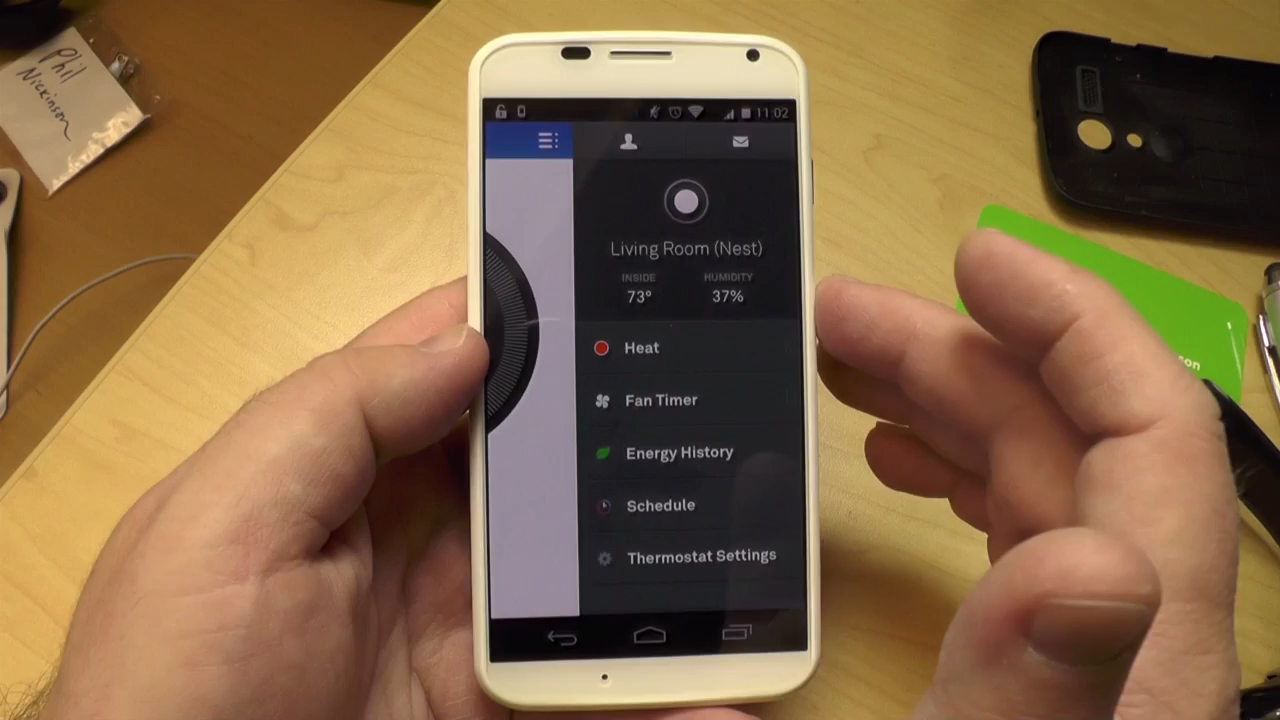 Phil
Nickinson
11:02
Living Room (Nest)
INSIDE
HUMIDITY
73°
37%
Heat
Fan Timer
Energy History
Schedule
Thermostat Settings
son